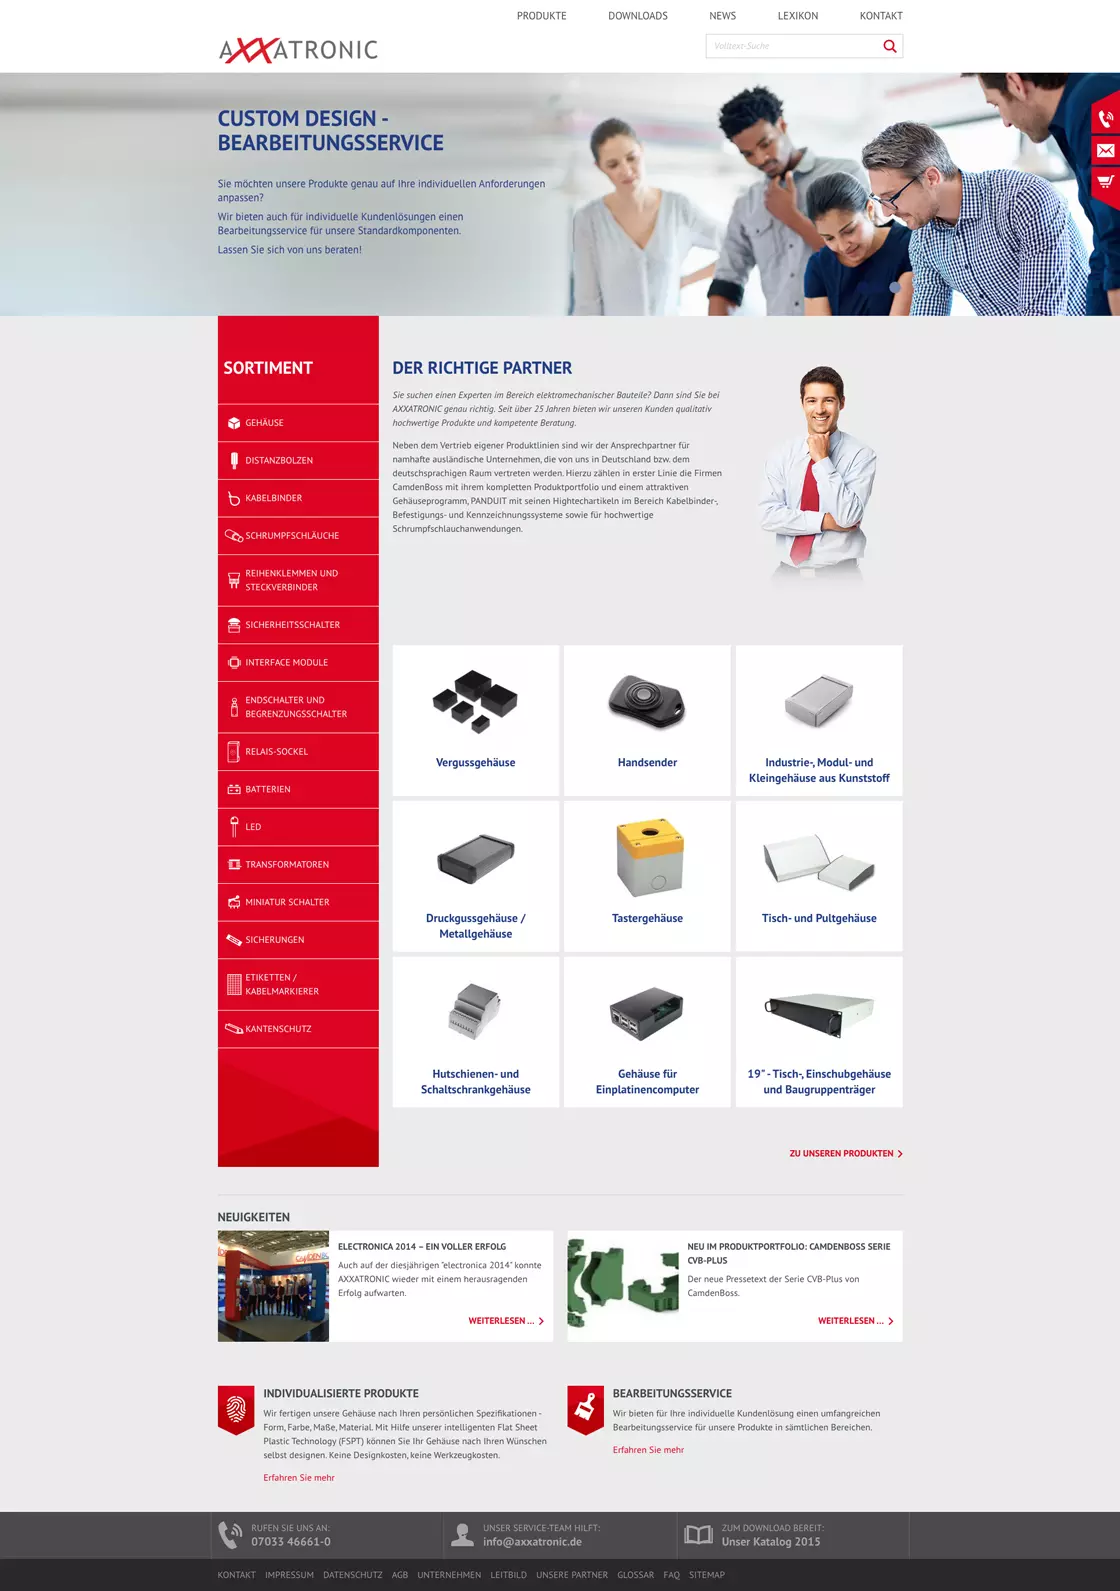 PRODUKTE DOWNLOADS NEWS LEXIKON KONTAKT
AXXATRONIC
Volltext-Suche
CUSTOM DESIGN -
BEARBEITUNGSSERVICE
Sie möchten unsere Produkte genau auf Ihre individuellen Anforderungen
anpassen?
Wir bieten auch für individuelle Kundenlösungen einen
Bearbeitungsservice für unsere Standardkomponenten.
Lassen Sie sich von uns beraten!
SORTIMENT
GEHÄUSE
DISTANZBOLZEN
KABELBINDER
SCHRUMPFSCHLÄUCHE
REIHENKLEMMEN UND
STECKVERBINDER
SICHERHEITSSCHALTER
INTERFACE MODULE
ENDSCHALTER UND
BEGRENZUNGSSCHALTER
RELAIS-SOCKEL
BATTERIEN
LED
TRANSFORMATOREN
MINIATUR SCHALTER
SICHERUNGEN
ETIKETTEN /
KABELMARKIERER
KANTENSCHUTZ
DER RICHTIGE PARTNER
Sie suchen einen Experten im Bereich elektromechanischer Bauteile? Dann sind Sie bei
AXXATRONIC genau richtig. Seit über 25 Jahren bieten wir unseren Kunden qualitativ
hochwertige Produkte und kompetente Beratung.
Neben dem Vertrieb eigener Produktlinien sind wir der Ansprechpartner für
namhafte ausländische Unternehmen, die von uns in Deutschland bzw. dem
deutschsprachigen Raum vertreten werden. Hierzu zählen in erster Linie die Firmen
CamdenBoss mit ihrem kompletten Produktportfolio und einem attraktiven
Gehäuseprogramm, PANDUIT mit seinen Hightechartikeln im Bereich Kabelbinder-,
Befestigungs- und Kennzeichnungssysteme sowie für hochwertige
Schrumpfschlauchanwendungen.
Vergussgehäuse
Handsender
Industrie-, Modul- und
Kleingehäuse aus Kunststoff
Druckgussgehäuse /
Metallgehäuse
Tastergehäuse
Tisch- und Pultgehäuse
Hutschienen- und
Schaltschrankgehäuse
Gehäuse für
Einplatinencomputer
19" - Tisch-, Einschubgehäuse
und Baugruppenträger
ZU UNSEREN PRODUKTEN
NEUIGKEITEN
ELECTRONICA 2014 – EIN VOLLER ERFOLG
Auch auf der diesjährigen "electronica 2014" konnte
AXXATRONIC wieder mit einem herausragenden
Erfolg aufwarten.
WEITERLESEN ...
NEU IM PRODUKTPORTFOLIO: CAMDENBOSS SERIE
CVB-PLUS
Der neue Pressetext der Serie CVB-Plus von
CamdenBoss.
WEITERLESEN ...
INDIVIDUALISIERTE PRODUKTE
Wir fertigen unsere Gehäuse nach Ihren persönlichen Spezifikationen -
Form, Farbe, Maße, Material. Mit Hilfe unserer intelligenten Flat Sheet
Plastic Technology (FSPT) können Sie Ihr Gehäuse nach Ihren Wünschen
selbst designen. Keine Designkosten, keine Werkzeugkosten.
Erfahren Sie mehr
BEARBEITUNGSSERVICE
Wir bieten für Ihre individuelle Kundenlösung einen umfangreichen
Bearbeitungsservice für unsere Produkte in sämtlichen Bereichen.
Erfahren Sie mehr
RUFEN SIE UNS AN:
07033 46661-0
UNSER SERVICE-TEAM HILFT:
info@axxatronic.de
ZUM DOWNLOAD BEREIT:
Unser Katalog 2015
KONTAKT IMPRESSUM DATENSCHUTZ AGB UNTERNEHMEN LEITBILD UNSERE PARTNER GLOSSAR FAQ SITEMAP